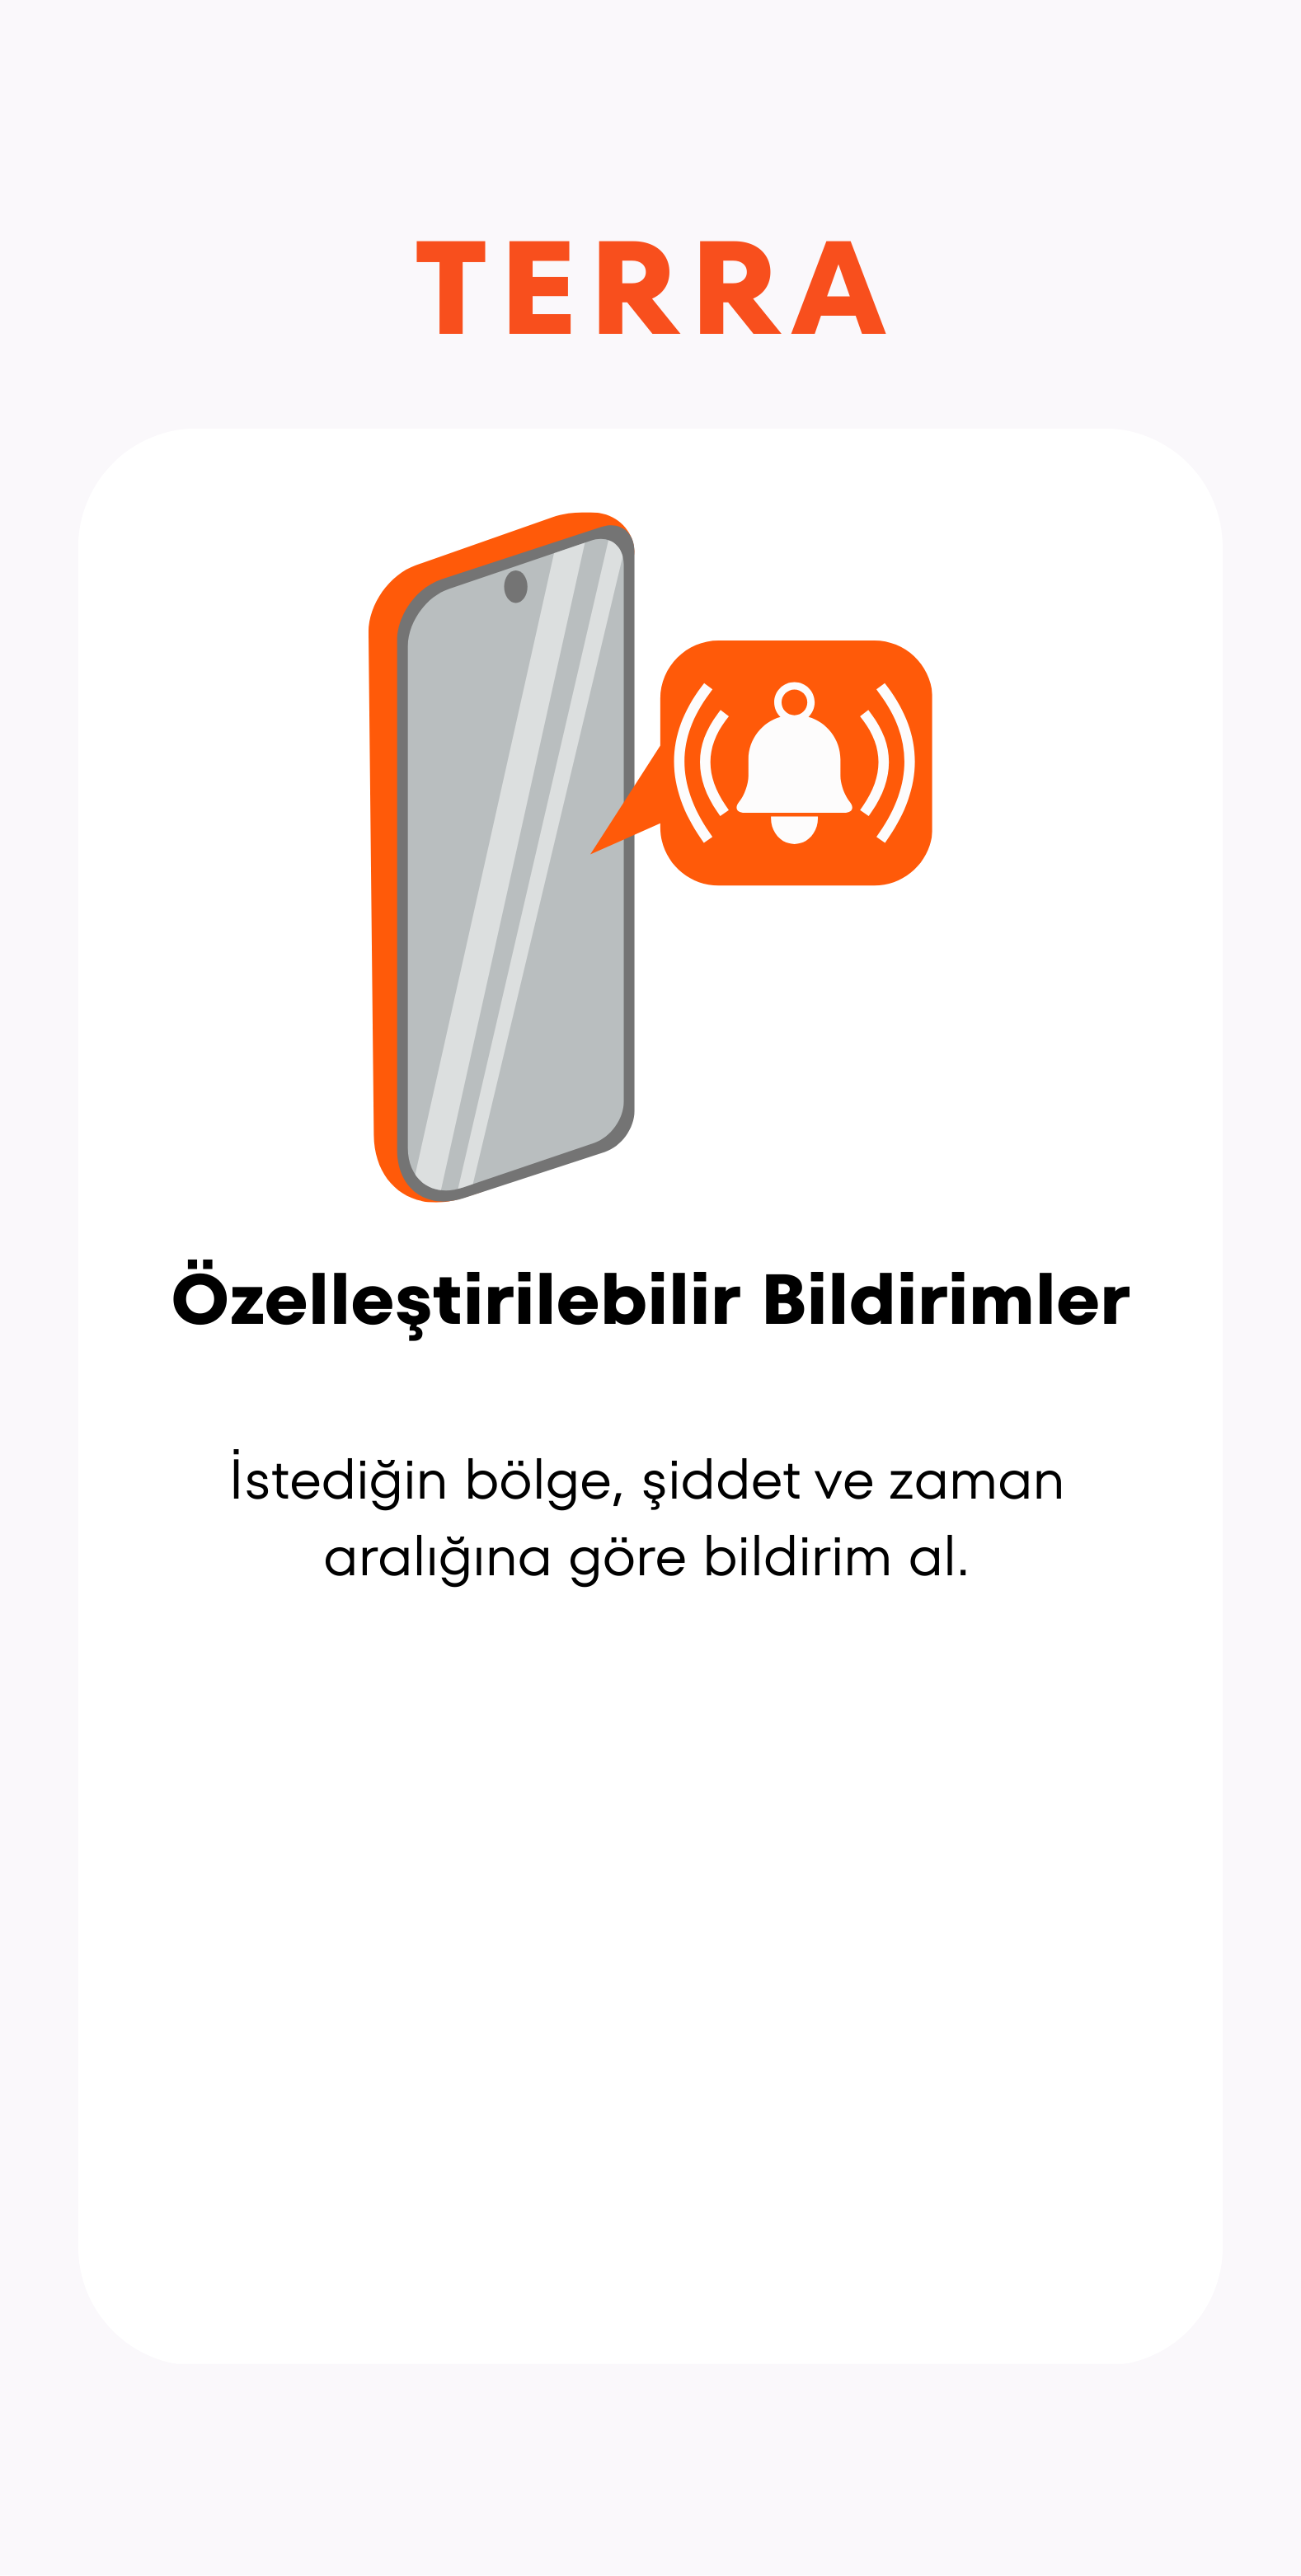 TERRA
Özelleştirilebilir Bildirimler
İstediğin bölge, şiddet ve zaman
aralığına göre bildirim al.